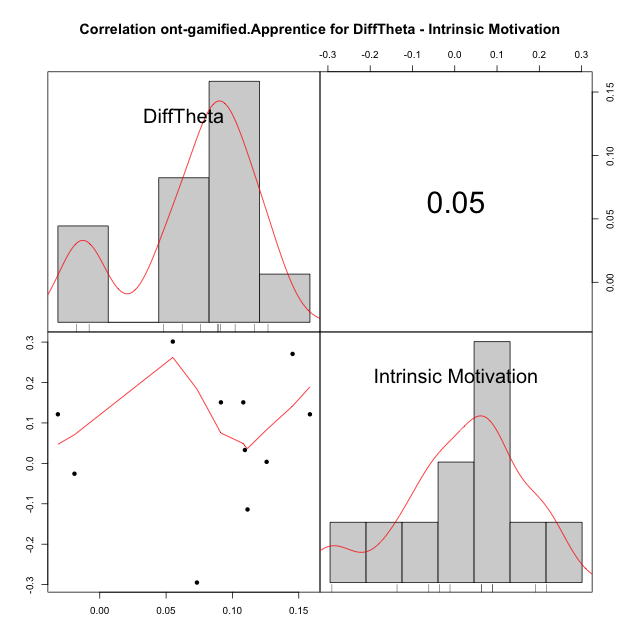 Correlation ont-gamified.Apprentice for DiffTheta - Intrinsic Motivation
-0.3 -0.2 -0.1 0.0 0.1 0.2 0.3
DiffTheta
0.05
0.15
0.10
0.05
0.00
0.3
0.2
0.1
0.0
-0.1
-0.2
-0.3
Intrinsic Motivation
0.00 0.05 0.10 0.15